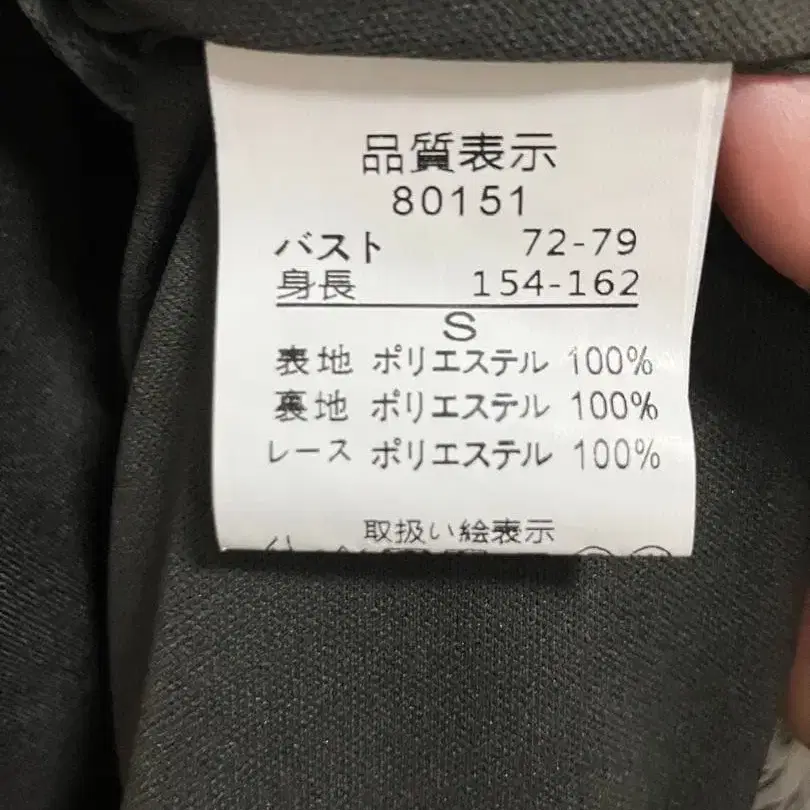 品質表示
80151
バスト 72-79
身長 154-162
S
表地 ポリエステル 100%
裏地 ポリエステル 100%
レース ポリエステル 100%
取扱い絵表示